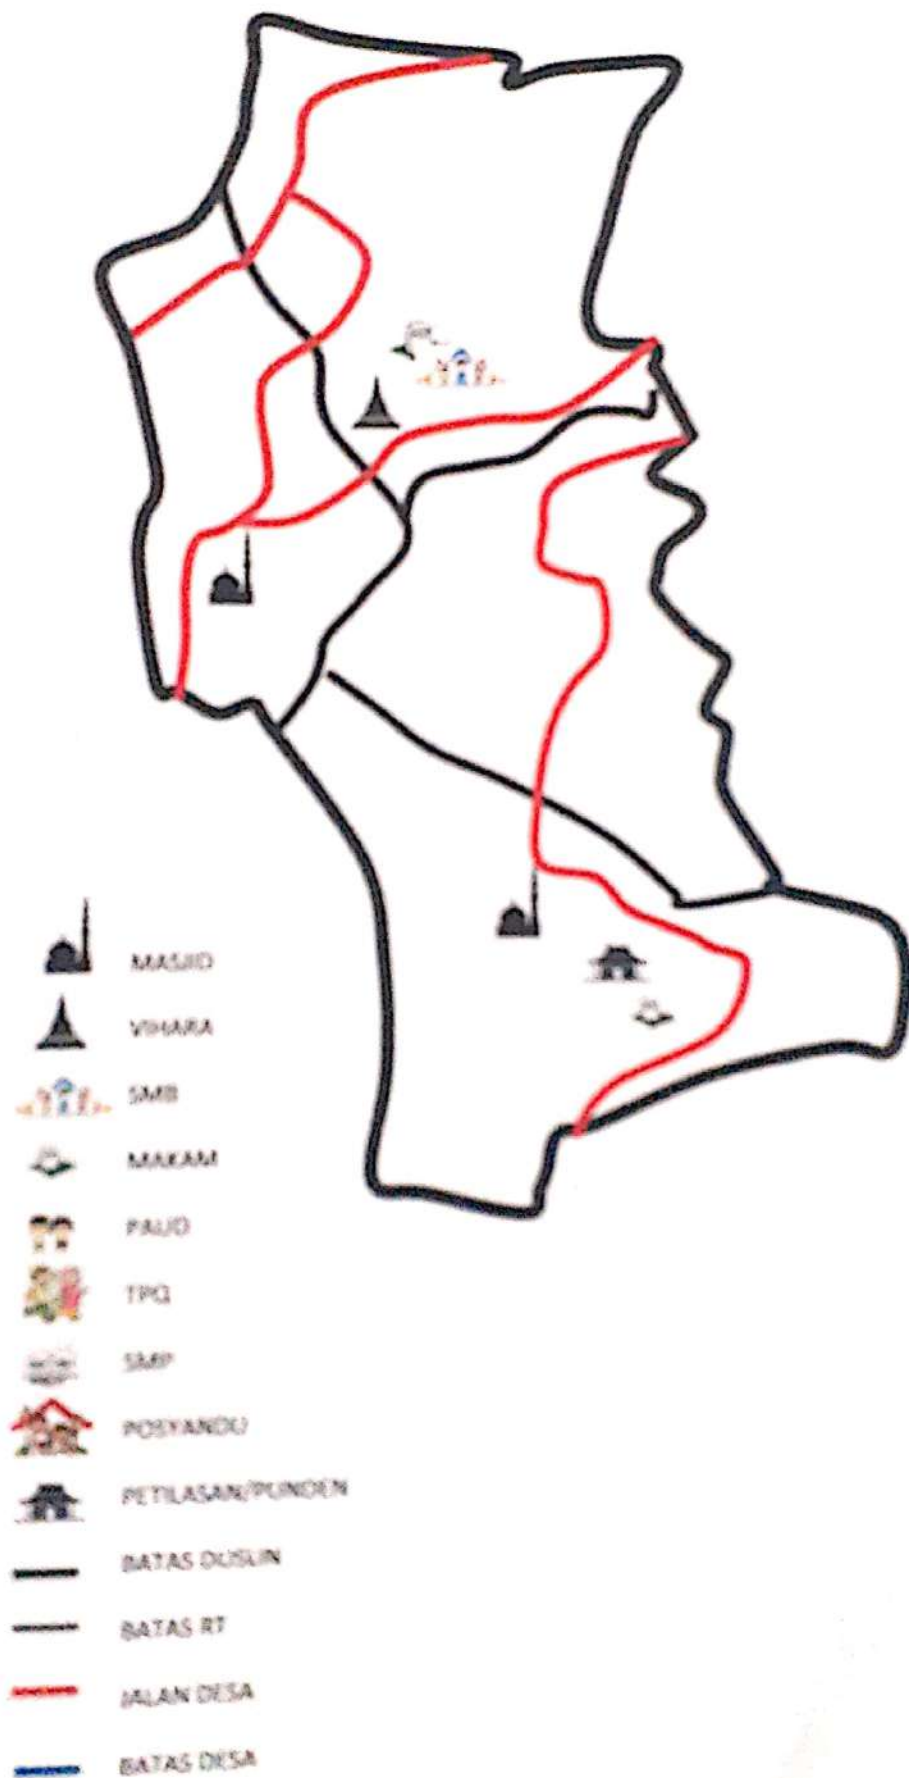 MASJID
VIHARA
SMB
MAKAM
PAUD
TPQ
SMP
POSYANDU
PETILASAN/PUNDEN
BATAS DUSUN
BATAS RT
JALAN DESA
BATAS DESA